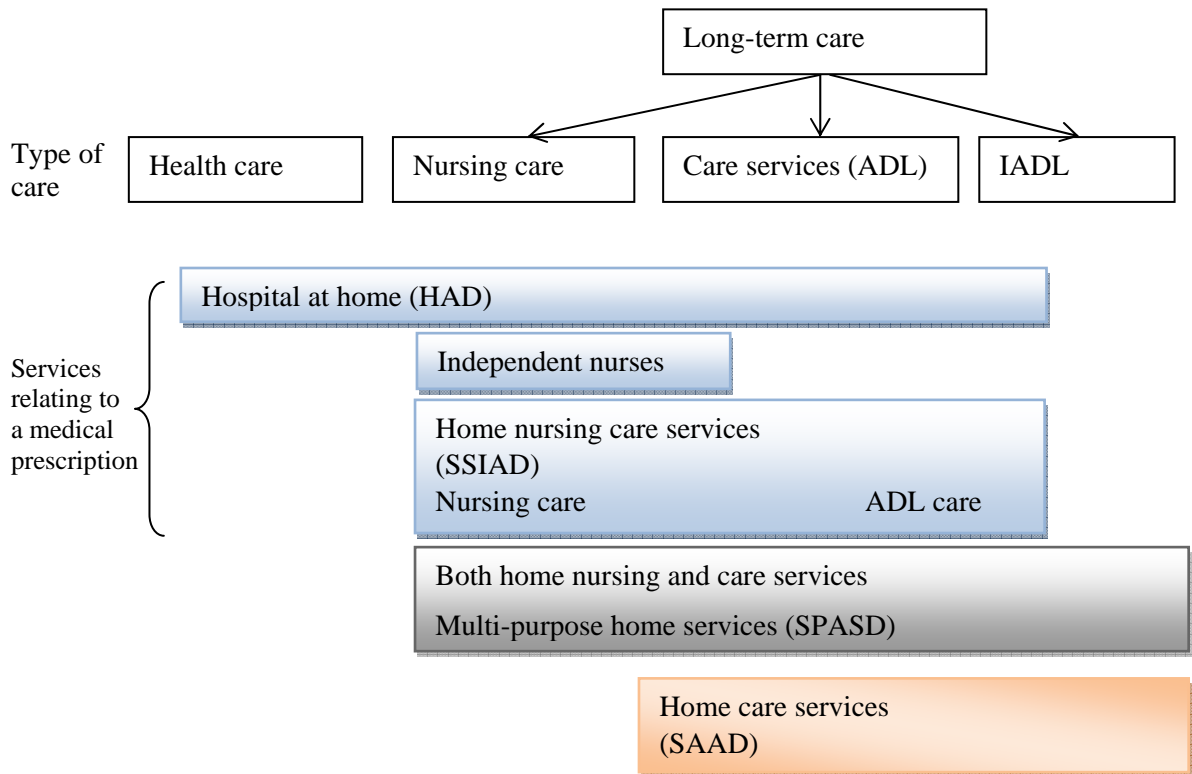 Long-term care
Type of
care
Health care
Nursing care
Care services (ADL)
IADL
Hospital at home (HAD)
Services
relating to
a medical
prescription
Independent nurses
Home nursing care services
(SSIAD)
Nursing care ADL care
Both home nursing and care services
Multi-purpose home services (SPASD)
Home care services
(SAAD)